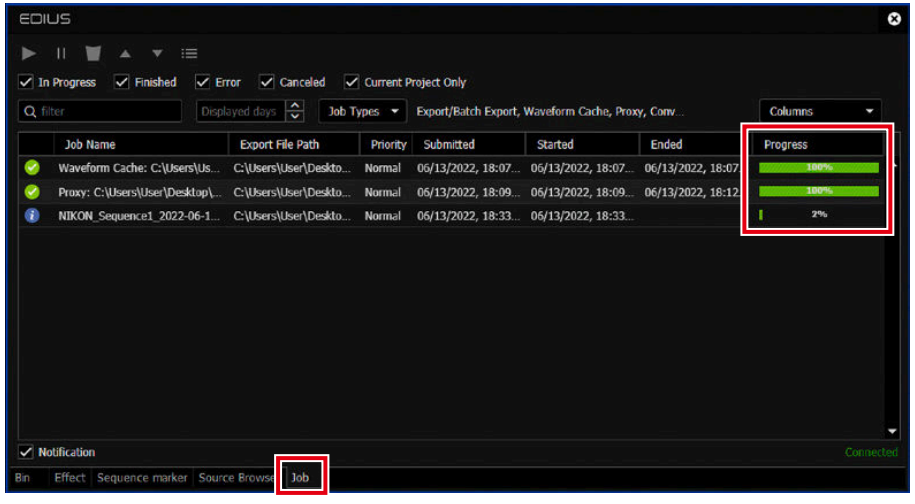 EDIUS
In Progress Finished Error Canceled Current Project Only
filter Displayed days Job Types Export/Batch Export, Waveform Cache, Proxy, Conv... Columns
Job Name Export File Path Priority Submitted Started Ended Progress
Waveform Cache: C:\Users\Us... C:\Users\User\Deskto... Normal 06/13/2022, 18:07... 06/13/2022, 18:07... 06/13/2022, 18:07 100%
Proxy: C:\Users\User\Desktop\... C:\Users\User\Deskto... Normal 06/13/2022, 18:09... 06/13/2022, 18:09... 06/13/2022, 18:12 100%
NIKON_Sequence1_2022-06-1... C:\Users\User\Deskto... Normal 06/13/2022, 18:33... 06/13/2022, 18:33... 2%
Notification Connected
Bin Effect Sequence marker Source Browse Job